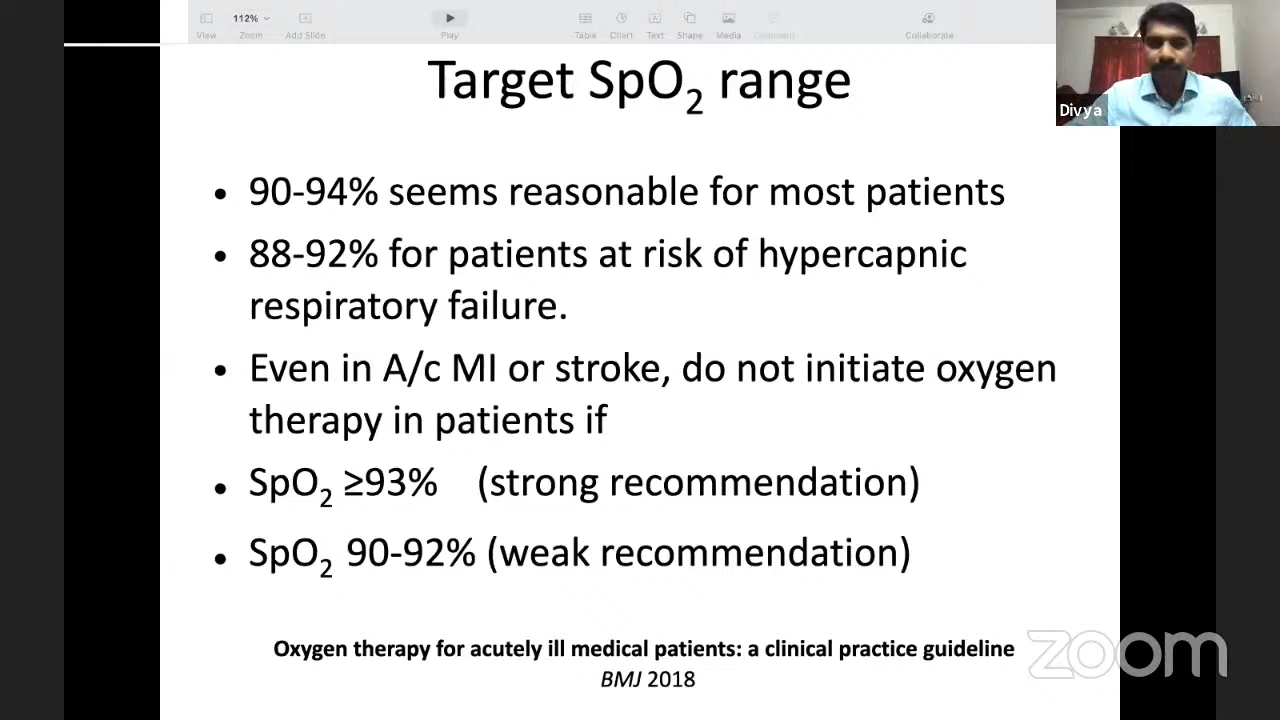 112%
View
Zoom
Add Slide
Play
Table
Chart
Text
Shape
Media
Comment
Collaborate
Divya
Target SpO2 range
• 90-94% seems reasonable for most patients
• 88-92% for patients at risk of hypercapnic
respiratory failure.
• Even in A/c MI or stroke, do not initiate oxygen
therapy in patients if
• SpO2 ≥93% (strong recommendation)
• SpO2 90-92% (weak recommendation)
Oxygen therapy for acutely ill medical patients: a clinical practice guideline
BMJ 2018
zoom